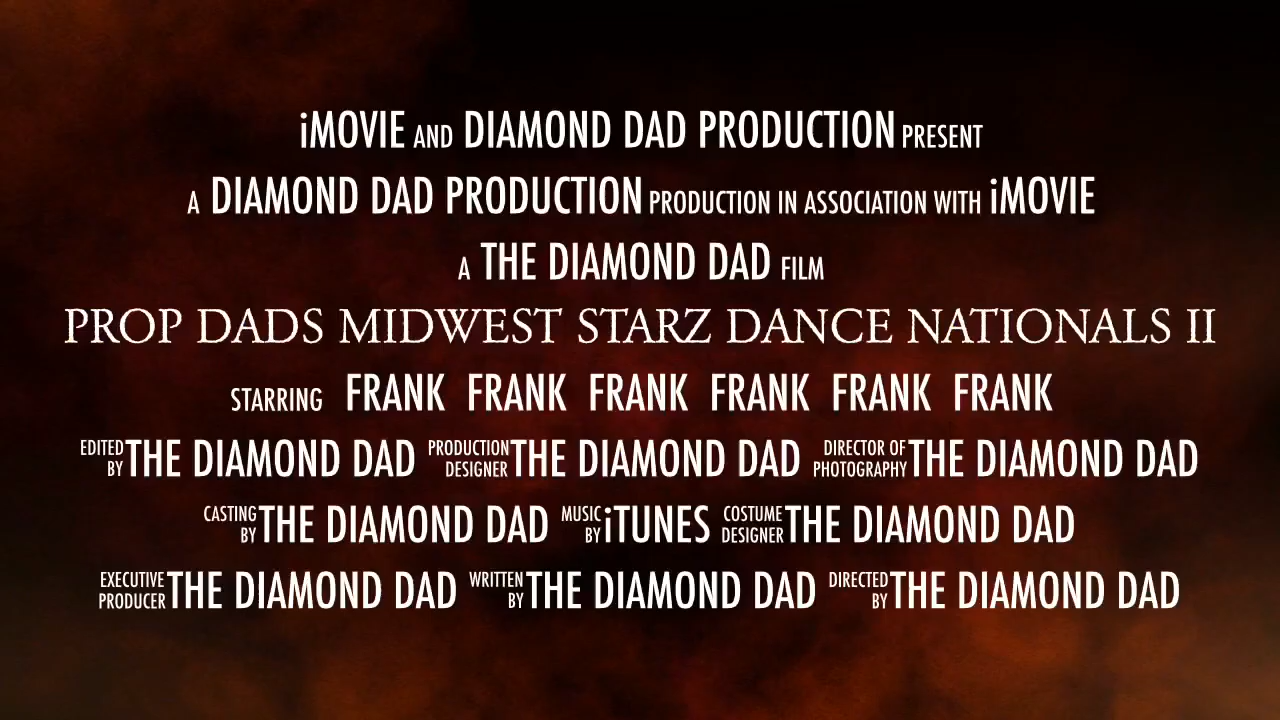 iMOVIE AND DIAMOND DAD PRODUCTION PRESENT
A DIAMOND DAD PRODUCTION PRODUCTION IN ASSOCIATION WITH iMOVIE
A THE DIAMOND DAD FILM
PROP DADS MIDWEST STARZ DANCE NATIONALS II
STARRING FRANK FRANK FRANK FRANK FRANK FRANK
EDITED BY THE DIAMOND DAD PRODUCTION DESIGNER THE DIAMOND DAD DIRECTOR OF PHOTOGRAPHY THE DIAMOND DAD
CASTING BY THE DIAMOND DAD MUSIC BY iTUNES COSTUME DESIGNER THE DIAMOND DAD
EXECUTIVE PRODUCER THE DIAMOND DAD WRITTEN BY THE DIAMOND DAD DIRECTED BY THE DIAMOND DAD